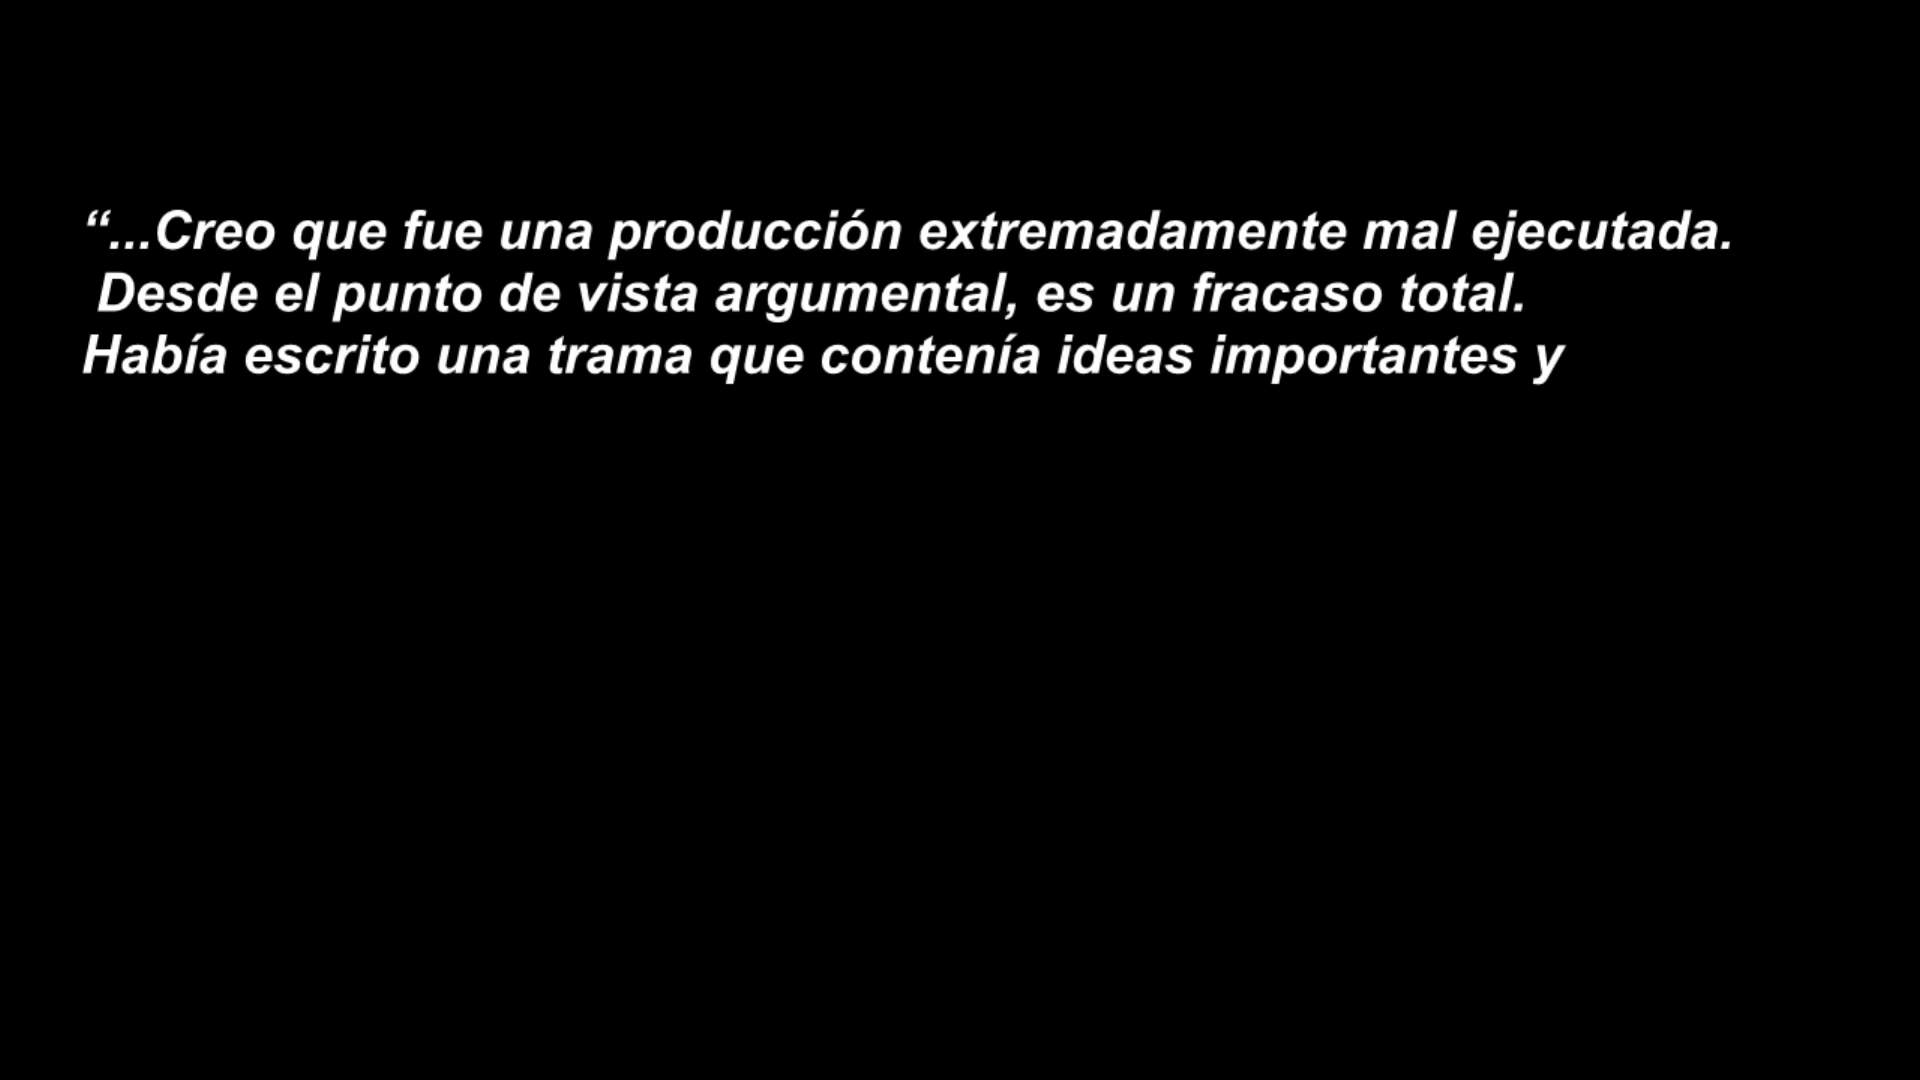 “...Creo que fue una producción extremadamente mal ejecutada.
Desde el punto de vista argumental, es un fracaso total.
Había escrito una trama que contenía ideas importantes y